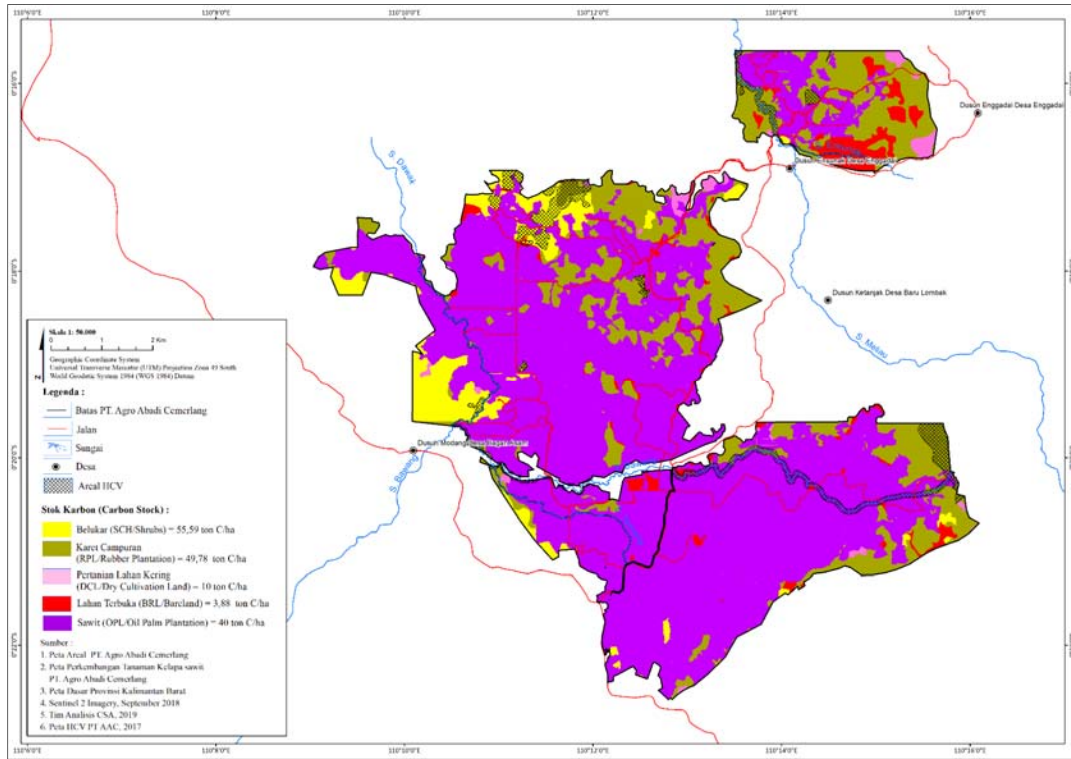 110°6'0"E
110°8'0"E
110°10'0"E
110°12'0"E
110°14'0"E
110°16'0"E
Dusun Enggadai Desa Enggadai
S. Dawak
Dusun Ketanjak Desa Baru Lombak
S. Meliau
Skala 1: 50.000
0 1 2 Km
Geographic Coordinate System
Universal Transverse Mercator (UTM) Projection Zone 49 South
World Geodetic System 1984 (WGS 1984) Datum
Z
Legenda :
Batas PT. Agro Abadi Cemerlang
Jalan
Sungai
Desa
Areal HCV
Stok Karbon (Carbon Stock) :
Belukar (SCH/Shrubs) = 55,59 ton C/ha
Karet Campuran
(RPL/Rubber Plantation) = 49,78 ton C/ha
Pertanian Lahan Kering
(DCL/Dry Cultivation Land) = 10 ton C/ha
Lahan Terbuka (BRL/Bareland) = 3,88 ton C/ha
Sawit (OPL/Oil Palm Plantation) = 40 ton C/ha
Sumber :
1. Peta Areal PT. Agro Abadi Cemerlang
2. Peta Perkembangan Tanaman Kelapa sawit
PT. Agro Abadi Cemerlang
3. Peta Dasar Provinsi Kalimantan Barat
4. Sentinel 2 Imagery, September 2018
5. Tim Analisis CSA, 2019
6. Peta HCV PT AAC, 2017
110°6'0"E
110°8'0"E
110°10'0"E
110°12'0"E
110°14'0"E
110°16'0"E